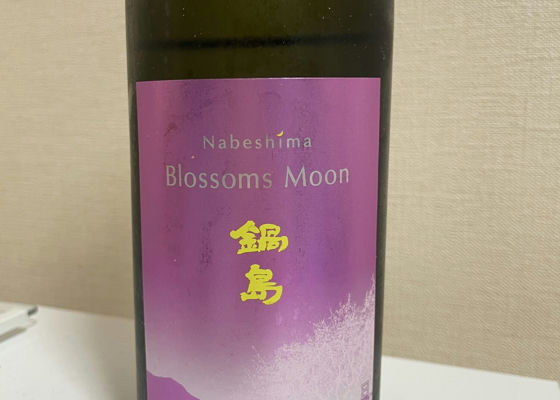 Nabeshima
Blossoms Moon
鍋
島